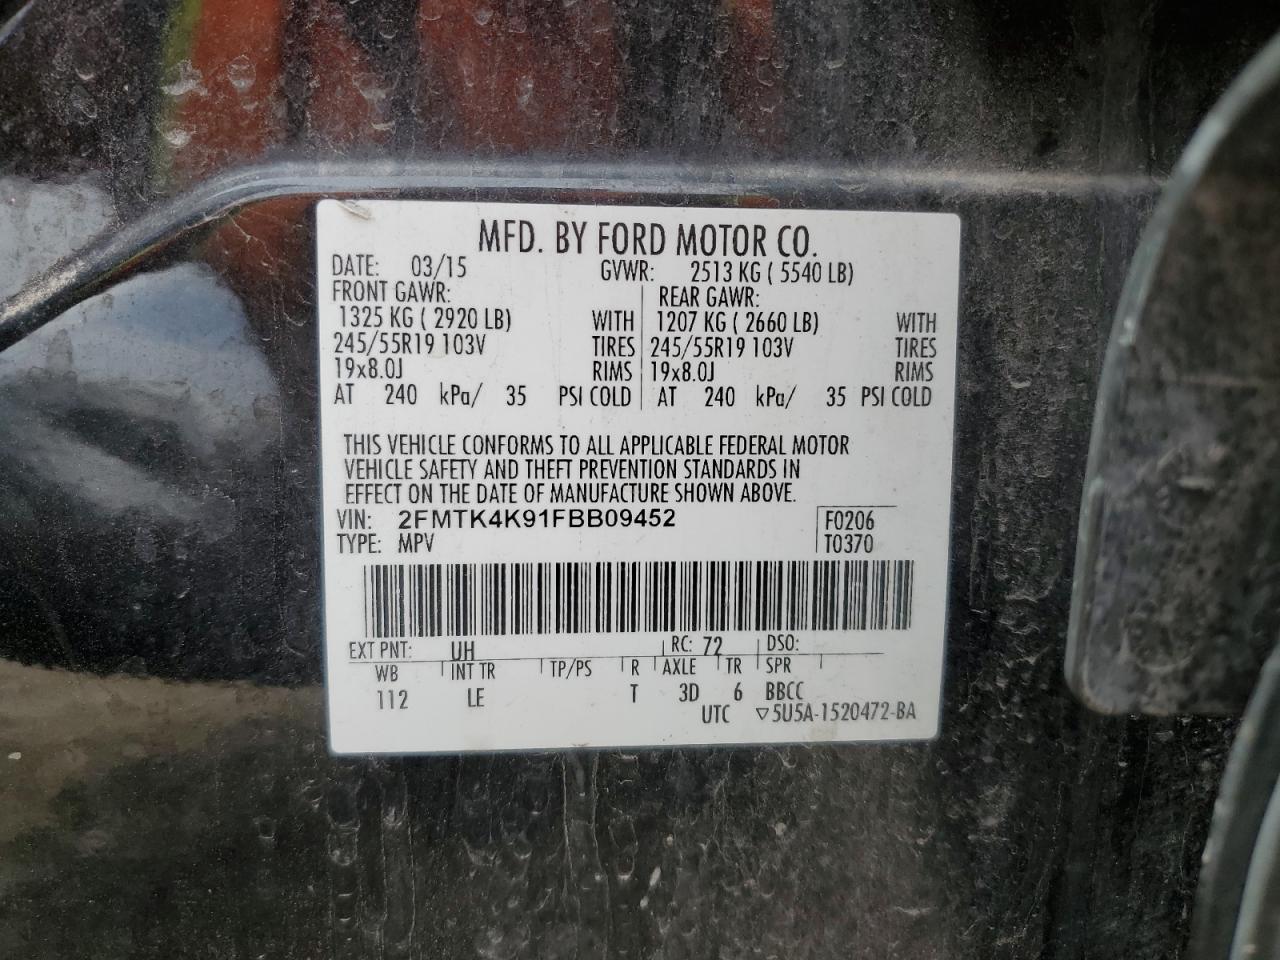 MFD. BY FORD MOTOR CO.
DATE: 03/15 GVWR: 2513 KG ( 5540 LB)
FRONT GAWR: REAR GAWR:
1325 KG ( 2920 LB) WITH 1207 KG ( 2660 LB) WITH
245/55R19 103V TIRES 245/55R19 103V TIRES
19x8.0J RIMS 19x8.0J RIMS
AT 240 kPa/ 35 PSI COLD AT 240 kPa/ 35 PSI COLD
THIS VEHICLE CONFORMS TO ALL APPLICABLE FEDERAL MOTOR
VEHICLE SAFETY AND THEFT PREVENTION STANDARDS IN
EFFECT ON THE DATE OF MANUFACTURE SHOWN ABOVE.
VIN: 2FMTK4K91FBB09452 F0206
TYPE: MPV T0370
EXT PNT: UH RC: 72 DSO:
WB INT TR TP/PS R AXLE TR SPR
112 LE T 3D 6 BBCC
UTC ▽5U5A-1520472-BA